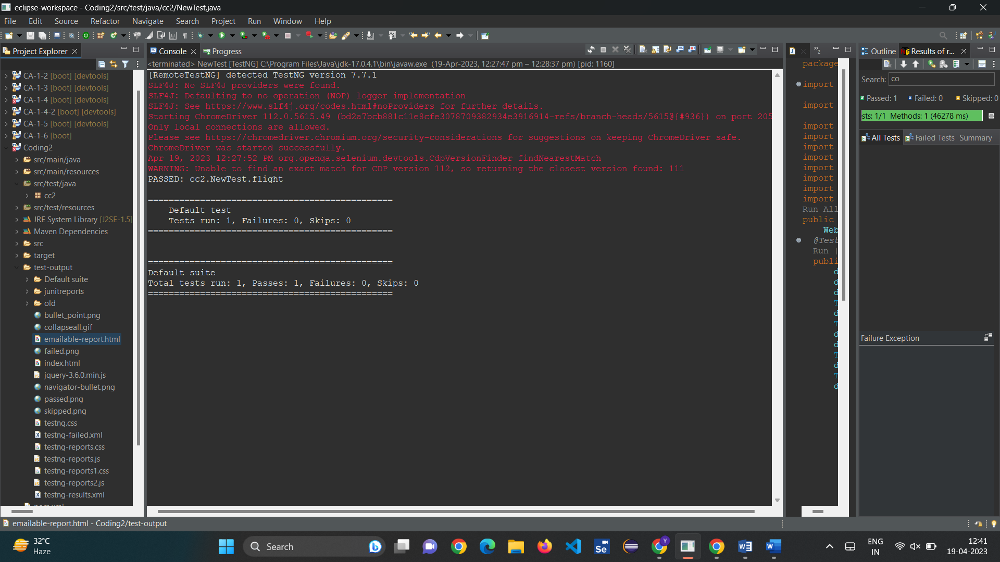 eclipse-workspace - Coding2/src/test/java/cc2/NewTest.java
File Edit Source Refactor Navigate Search Project Run Window Help
Project Explorer
CA-1-2 [boot] [devtools]
CA-1-3 [boot] [devtools]
CA-1-4 [boot] [devtools]
CA-1-4-2 [boot] [devtools]
CA-1-5 [boot] [devtools]
CA-1-6 [boot]
Coding2
src/main/java
src/main/resources
src/test/java
cc2
src/test/resources
JRE System Library [J2SE-1.5]
Maven Dependencies
src
target
test-output
Default suite
junitreports
old
bullet_point.png
collapseall.gif
emailable-report.html
failed.png
index.html
jquery-3.6.0.min.js
navigator-bullet.png
passed.png
skipped.png
testng.css
testng-failed.xml
testng-reports.css
testng-reports.js
testng-reports1.css
testng-reports2.js
testng-results.xml
Console Progress
<terminated> NewTest [TestNG] C:\Program Files\Java\jdk-17.0.4.1\bin\javaw.exe (19-Apr-2023, 12:27:47 pm – 12:28:37 pm) [pid: 1160]
[RemoteTestNG] detected TestNG version 7.7.1
SLF4J: No SLF4J providers were found.
SLF4J: Defaulting to no-operation (NOP) logger implementation
SLF4J: See https://www.slf4j.org/codes.html#noProviders for further details.
Starting ChromeDriver 112.0.5615.49 (bd2a7bcb881c11e8cfe3078709382934e3916914-refs/branch-heads/5615@{#936}) on port 205
Only local connections are allowed.
Please see https://chromedriver.chromium.org/security-considerations for suggestions on keeping ChromeDriver safe.
ChromeDriver was started successfully.
Apr 19, 2023 12:27:52 PM org.openqa.selenium.devtools.CdpVersionFinder findNearestMatch
WARNING: Unable to find an exact match for CDP version 112, so returning the closest version found: 111
PASSED: cc2.NewTest.flight
===============================================
Default test
Tests run: 1, Failures: 0, Skips: 0
===============================================
===============================================
Default suite
Total tests run: 1, Passes: 1, Failures: 0, Skips: 0
===============================================
2
package
import
import
import
import
import
import
import
import
import
import
Run All
public
Web
@Test
Run |
publi
d
d
d
T
d
T
d
d
T
d
T
d
Outline Results of r...
Search: co
Passed: 1 Failed: 0 Skipped: 0
sts: 1/1 Methods: 1 (46278 ms)
All Tests Failed Tests Summary
Failure Exception
emailable-report.html - Coding2/test-output
32°C
Haze
Search
Se
Y
ENG
IN
12:41
19-04-2023